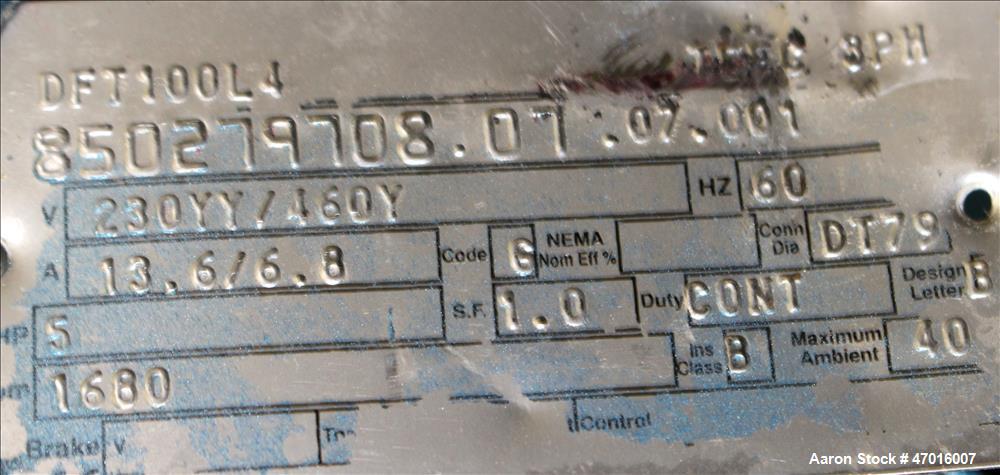 DFT100L4 3PH
850279708.07 .07.001
V 230YY/460Y HZ 60
A 13.6/6.8 Code G NEMA Nom Eff % Conn Dia DT79
HP 5 S.F. 1.0 Duty CONT Design Letter B
1680 Ins Class B Maximum Ambient 40
Brake V Control
Aaron Stock # 47016007